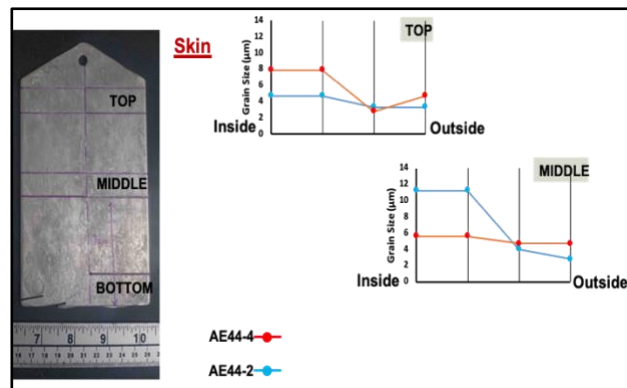 Skin
TOP
Grain Size (µm)
14
12
10
8
6
4
2
0
Inside
Outside
TOP
MIDDLE
BOTTOM
MIDDLE
Grain Size (µm)
14
12
10
8
6
4
2
0
Inside
Outside
7 8 9 10
AE44-4
AE44-2